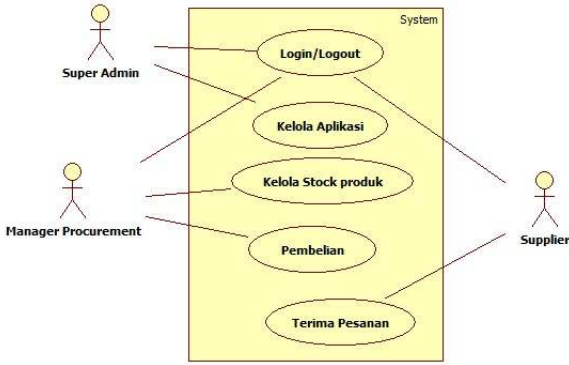 System
Login/Logout
Super Admin
Kelola Aplikasi
Kelola Stock produk
Manager Procurement
Supplier
Pembelian
Terima Pesanan